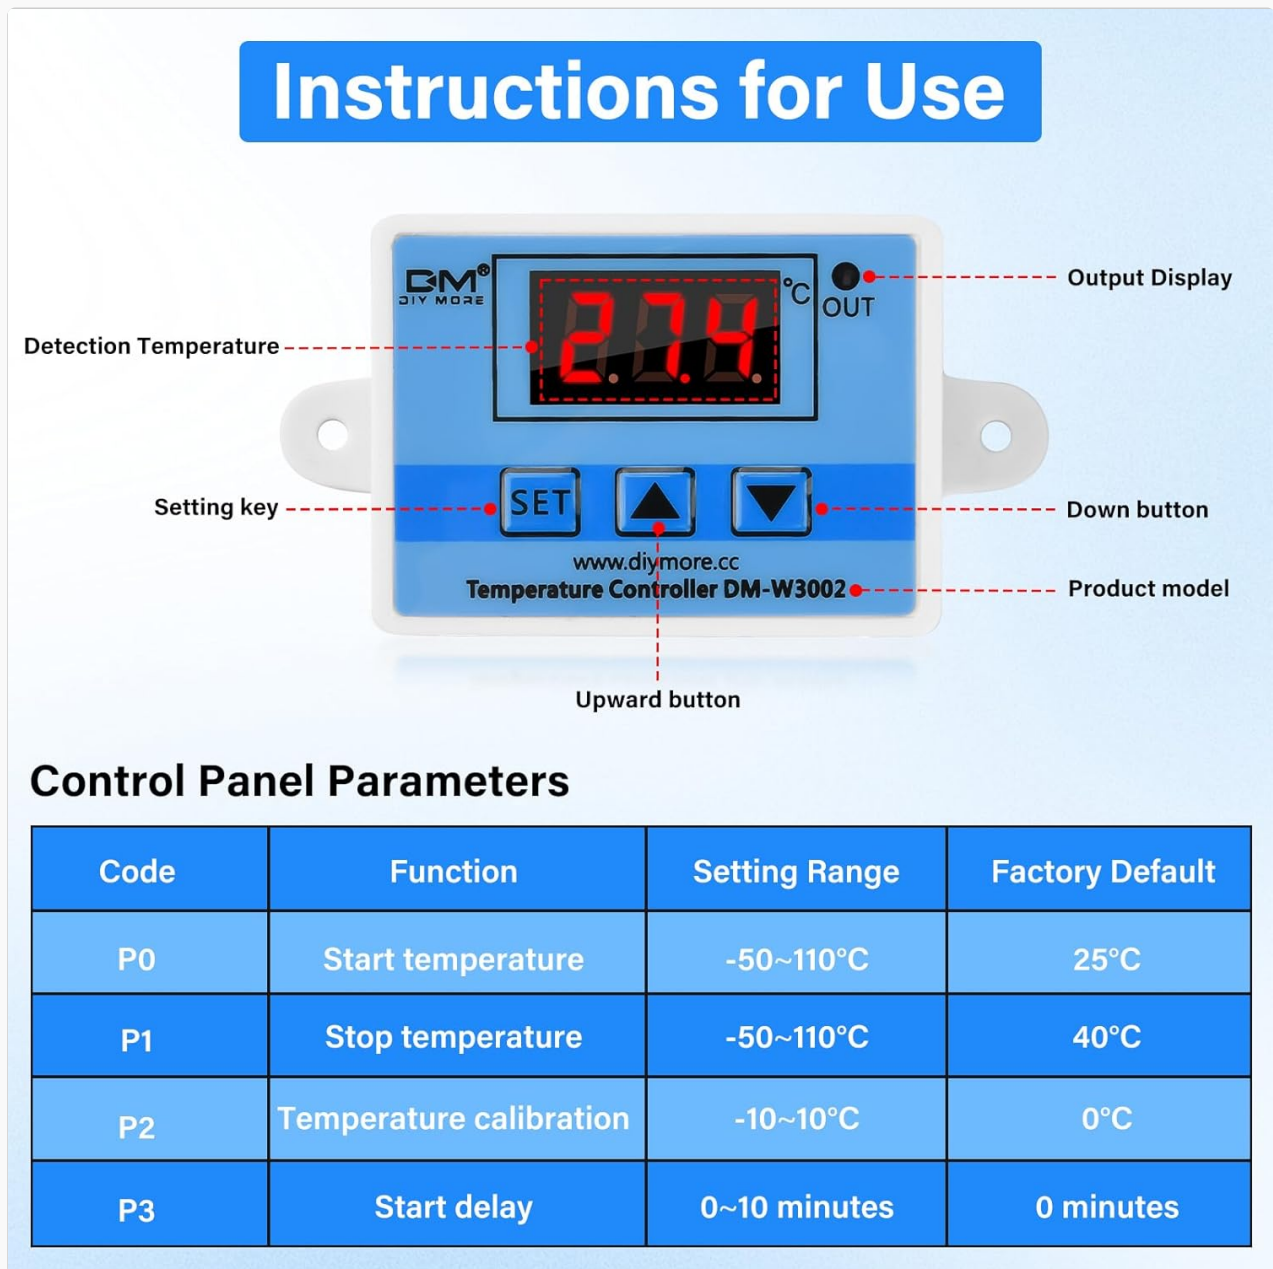 Instructions for Use
DM®
DIY MORE
27.4
°C
OUT
Output Display
Detection Temperature
Setting key
SET
Down button
www.diymore.cc
Temperature Controller DM-W3002
Product model
Upward button
Control Panel Parameters
Code Function Setting Range Factory Default
P0 Start temperature -50~110°C 25°C
P1 Stop temperature -50~110°C 40°C
P2 Temperature calibration -10~10°C 0°C
P3 Start delay 0~10 minutes 0 minutes